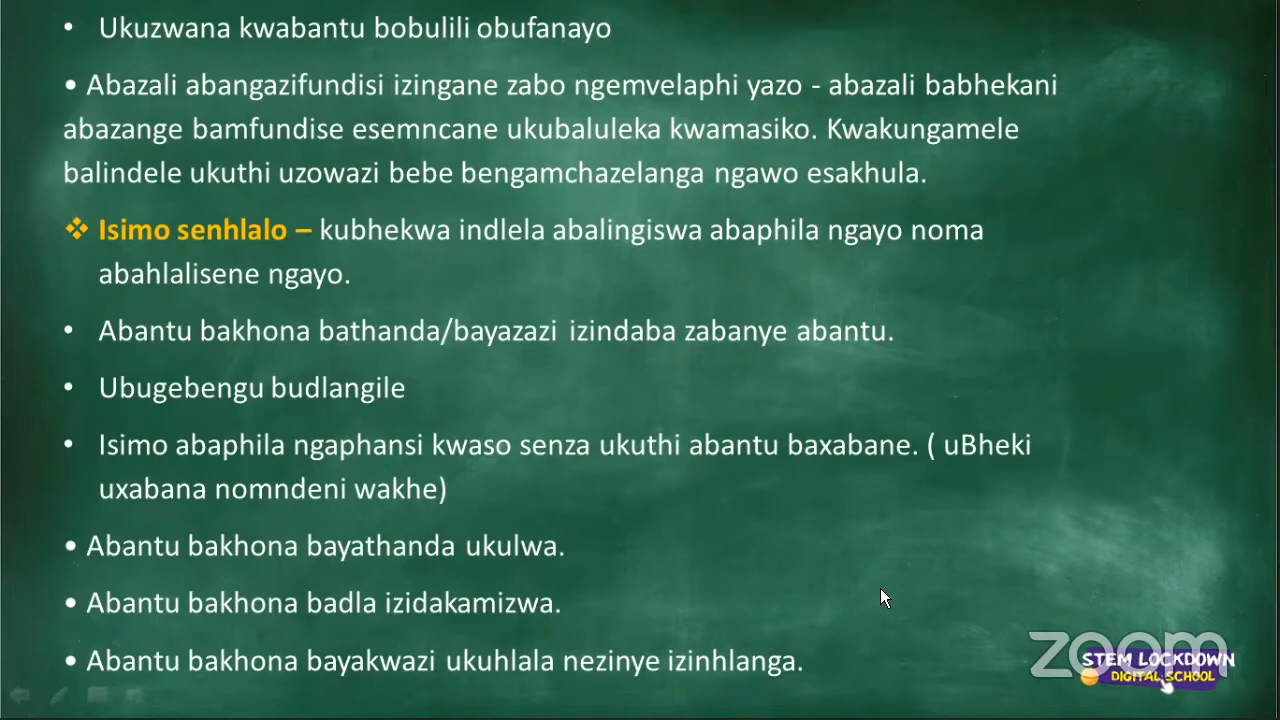 • Ukuzwana kwabantu bobulili obufanayo
• Abazali abangazifundisi izingane zabo ngemvelaphi yazo - abazali babhekani
abazange bamfundise esemncane ukubaluleka kwamasiko. Kwakungamele
balindele ukuthi uzowazi bebe bengamchazelanga ngawo esakhula.
❖ Isimo senhlalo – kubhekwa indlela abalingiswa abaphila ngayo noma
abahlalisene ngayo.
• Abantu bakhona bathanda/bayazazi izindaba zabanye abantu.
• Ubugebengu budlangile
• Isimo abaphila ngaphansi kwaso senza ukuthi abantu baxabane. ( uBheki
uxabana nomndeni wakhe)
• Abantu bakhona bayathanda ukulwa.
• Abantu bakhona badla izidakamizwa.
• Abantu bakhona bayakwazi ukuhlala nezinye izinhlanga.
zoom
STEM LOCKDOWN
DIGITAL SCHOOL